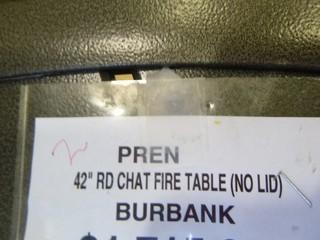 PREN
42" RD CHAT FIRE TABLE (NO LID)
BURBANK